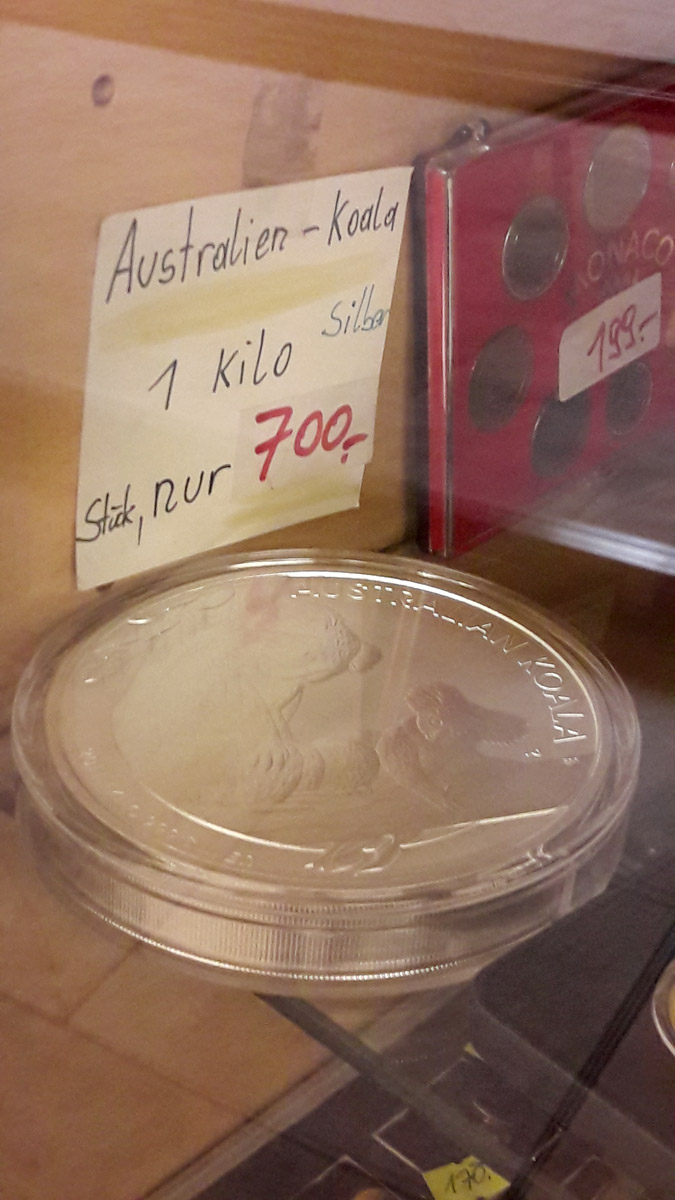 Australien - Koala
Silber
1 Kilo
Stück, nur 700,-
MONACO
199.-
AUSTRALIAN KOALA
170.